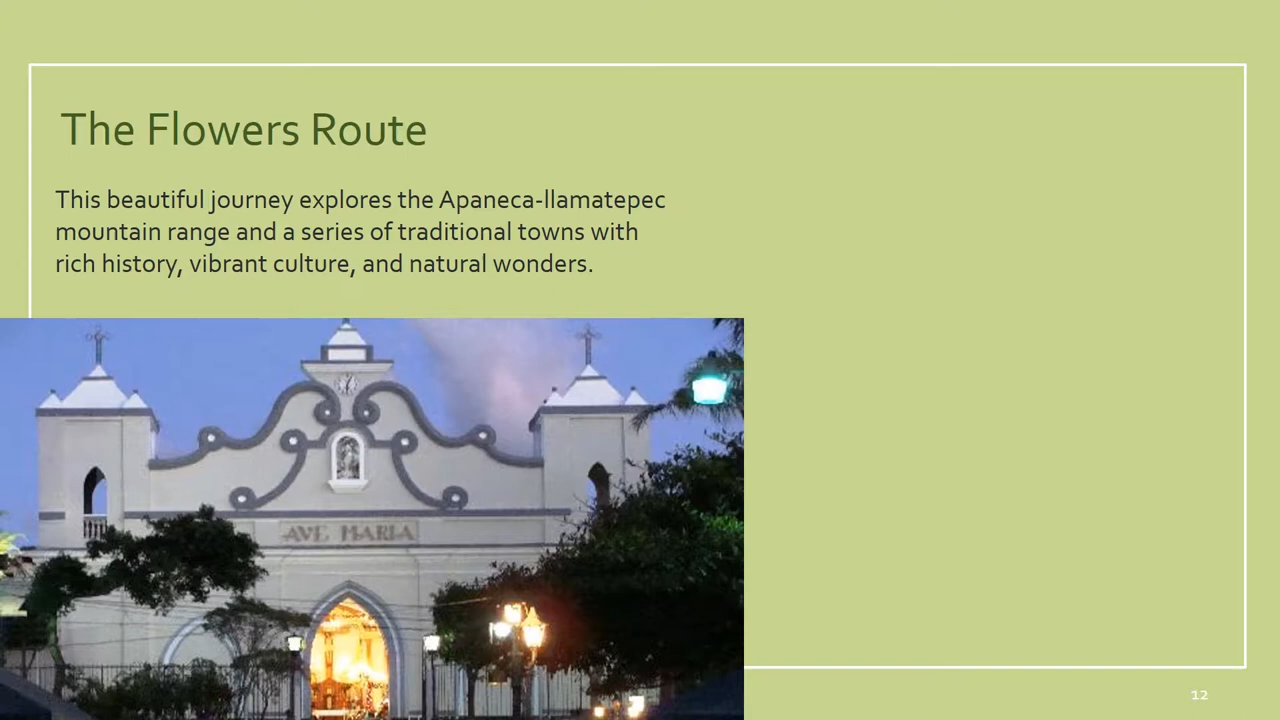 The Flowers Route
This beautiful journey explores the Apaneca-llamatepec
mountain range and a series of traditional towns with
rich history, vibrant culture, and natural wonders.
AVE MARIA
12